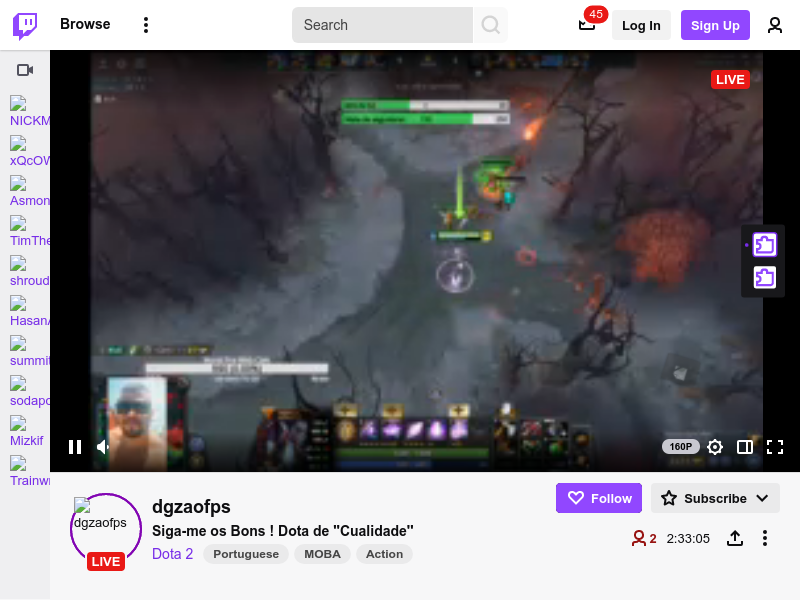 Browse
Search
45
Log In
Sign Up
LIVE
NICKM
xQcOW
Asmon
TimThe
shroud
HasanA
summit
sodapo
Mizkif
Trainwr
160P
dgzaofps
LIVE
dgzaofps
Siga-me os Bons ! Dota de "Cualidade"
Dota 2
Portuguese
MOBA
Action
Follow
Subscribe
2
2:33:05